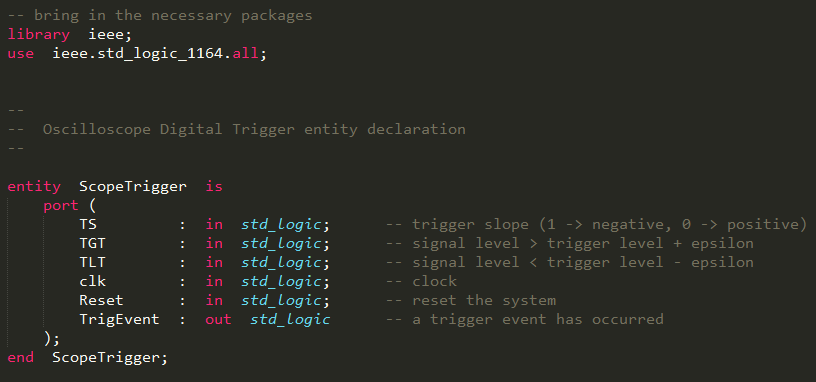 -- bring in the necessary packages
library  ieee;
use  ieee.std_logic_1164.all;
--
--  Oscilloscope Digital Trigger entity declaration
--
entity  ScopeTrigger  is
    port (
        TS         :  in  std_logic;      -- trigger slope (1 -> negative, 0 -> positive)
        TGT        :  in  std_logic;      -- signal level > trigger level + epsilon
        TLT        :  in  std_logic;      -- signal level < trigger level - epsilon
        clk        :  in  std_logic;      -- clock
        Reset      :  in  std_logic;      -- reset the system
        TrigEvent  :  out  std_logic      -- a trigger event has occurred
    );
end  ScopeTrigger;